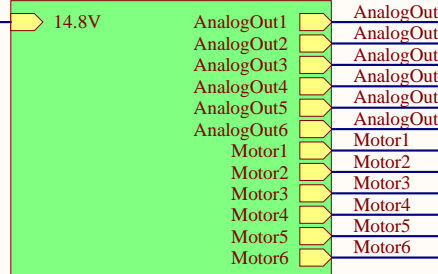 14.8V AnalogOut1 AnalogOut
AnalogOut2 AnalogOut
AnalogOut3 AnalogOut
AnalogOut4 AnalogOut
AnalogOut5 AnalogOut
AnalogOut6 AnalogOut
Motor1 Motor1
Motor2 Motor2
Motor3 Motor3
Motor4 Motor4
Motor5 Motor5
Motor6 Motor6